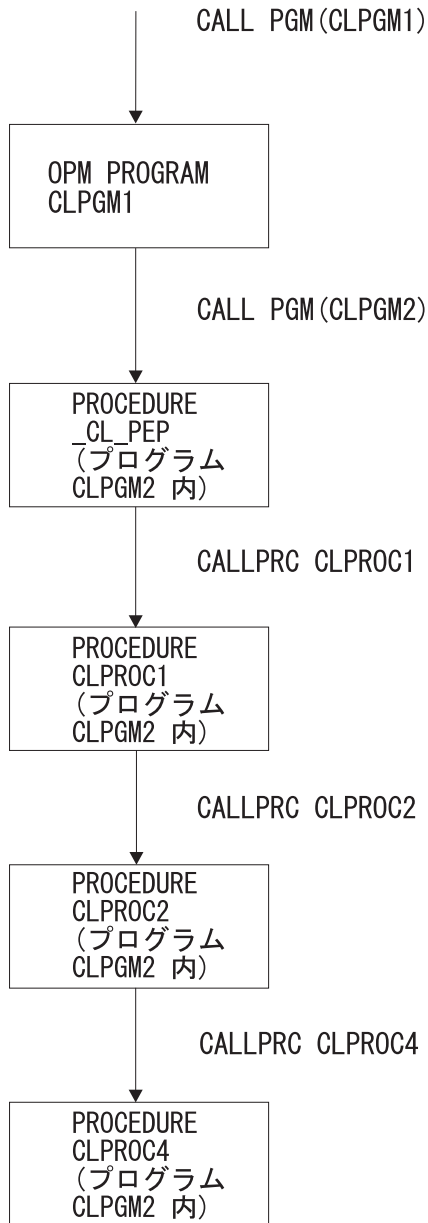 CALL PGM(CLPGM1)
OPM PROGRAM
CLPGM1
CALL PGM(CLPGM2)
PROCEDURE
_CL_PEP
(プログラム
CLPGM2 内)
CALLPRC CLPROC1
PROCEDURE
CLPROC1
(プログラム
CLPGM2 内)
CALLPRC CLPROC2
PROCEDURE
CLPROC2
(プログラム
CLPGM2 内)
CALLPRC CLPROC4
PROCEDURE
CLPROC4
(プログラム
CLPGM2 内)